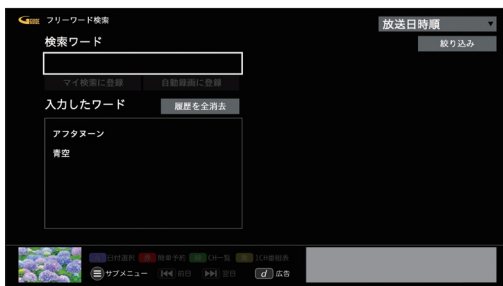 GGUIDE フリーワード検索
放送日時順 ▼
検索ワード
絞り込み
マイ検索に登録 自動録画に登録
入力したワード 履歴を全消去
アフタヌーン
青空
日付選択 簡単予約 CH一覧 1CH番組表
サブメニュー 前日 翌日 d 広告